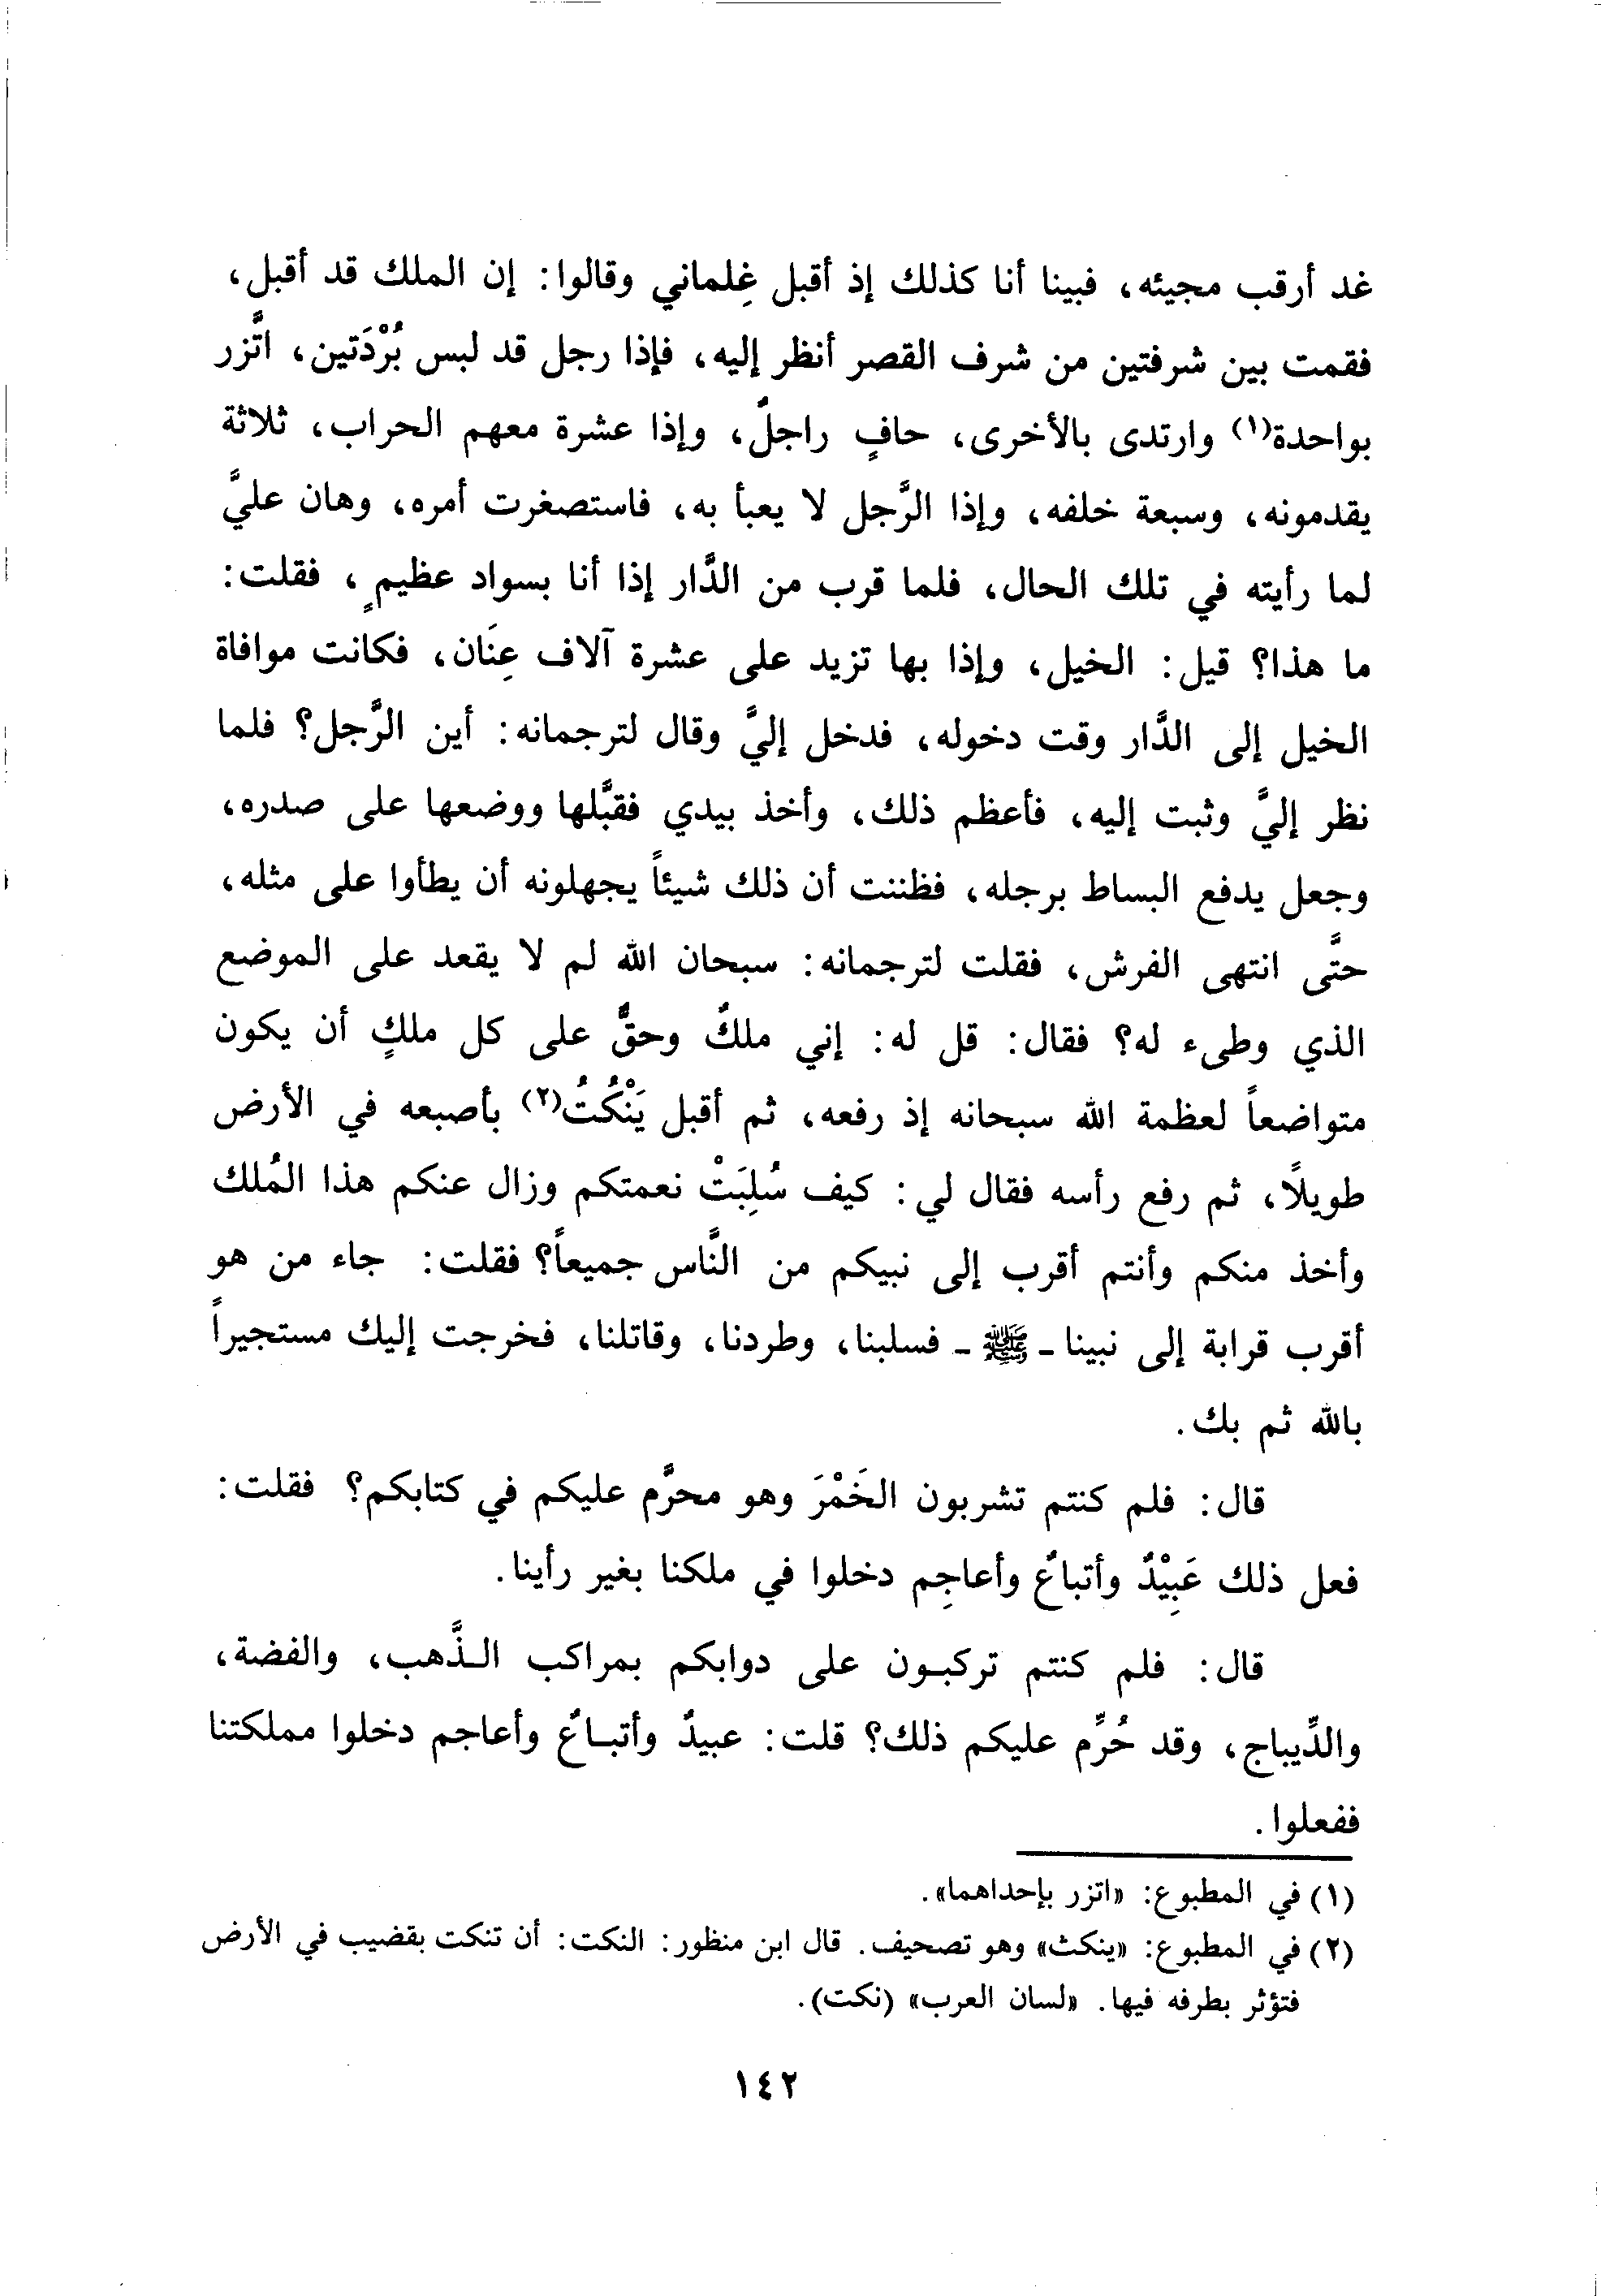 غد أرقب مجيئه، فبينا أنا كذلك إذ أقبل غِلماني وقالوا: إن الملك قد أقبل،
فقمت بين شرفتين من شرف القصر أنظر إليه، فإذا رجل قد لبس بُرْدَتين، اتَّزر
بواحدة(١) وارتدى بالأخرى، حافٍ راجلٌ، وإذا عشرة معهم الحراب، ثلاثة
يقدمونه، وسبعة خلفه، وإذا الرَّجل لا يعبأ به، فاستصغرت أمره، وهان عليَّ
لما رأيته في تلك الحال، فلما قرب من الدَّار إذا أنا بسواد عظيمٍ، فقلت:
ما هذا؟ قيل: الخيل، وإذا بها تزيد على عشرة آلاف عِنَان، فكانت موافاة
الخيل إلى الدَّار وقت دخوله، فدخل إليَّ وقال لترجمانه: أين الرَّجل؟ فلما
نظر إليَّ وثبت إليه، فأعظم ذلك، وأخذ بيدي فقبَّلها ووضعها على صدره،
وجعل يدفع البساط برجله، فظننت أن ذلك شيئاً يجهلونه أن يطأوا على مثله،
حتَّى انتهى الفرش، فقلت لترجمانه: سبحان الله لم لا يقعد على الموضع
الذي وطىء له؟ فقال: قل له: إني ملكٌ وحقٌّ على كل ملكٍ أن يكون
متواضعاً لعظمة الله سبحانه إذ رفعه، ثم أقبل يَنْكُتُ(٢) بأصبعه في الأرض
طويلاً، ثم رفع رأسه فقال لي: كيف سُلِبَتْ نعمتكم وزال عنكم هذا المُلك
وأخذ منكم وأنتم أقرب إلى نبيكم من النَّاس جميعاً؟ فقلت: جاء من هو
أقرب قرابة إلى نبينا - ﷺ - فسلبنا، وطردنا، وقاتلنا، فخرجت إليك مستجيراً
بالله ثم بك.
قال: فلم كنتم تشربون الخَمْرَ وهو محرَّم عليكم في كتابكم؟ فقلت:
فعل ذلك عَبِيْدٌ وأتباعٌ وأعاجِم دخلوا في ملكنا بغير رأينا.
قال: فلم كنتم تركبون على دوابكم بمراكب الذَّهب، والفضة،
والدِّيباج، وقد حُرِّم عليكم ذلك؟ قلت: عبيدٌ وأتباعٌ وأعاجم دخلوا مملكتنا
ففعلوا.
(١) في المطبوع: «اتزر بإحداهما».
(٢) في المطبوع: «ينكث» وهو تصحيف. قال ابن منظور: النكت: أن تنكت بقضيب في الأرض
فتؤثر بطرفه فيها. «لسان العرب» (نكت).
١٤٢